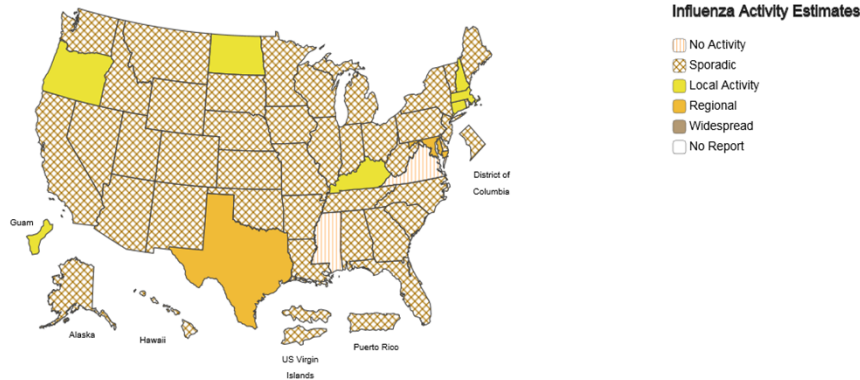 Influenza Activity Estimates
No Activity
Sporadic
Local Activity
Regional
Widespread
No Report
District of
Columbia
Guam
Alaska
Hawaii
US Virgin
Islands
Puerto Rico